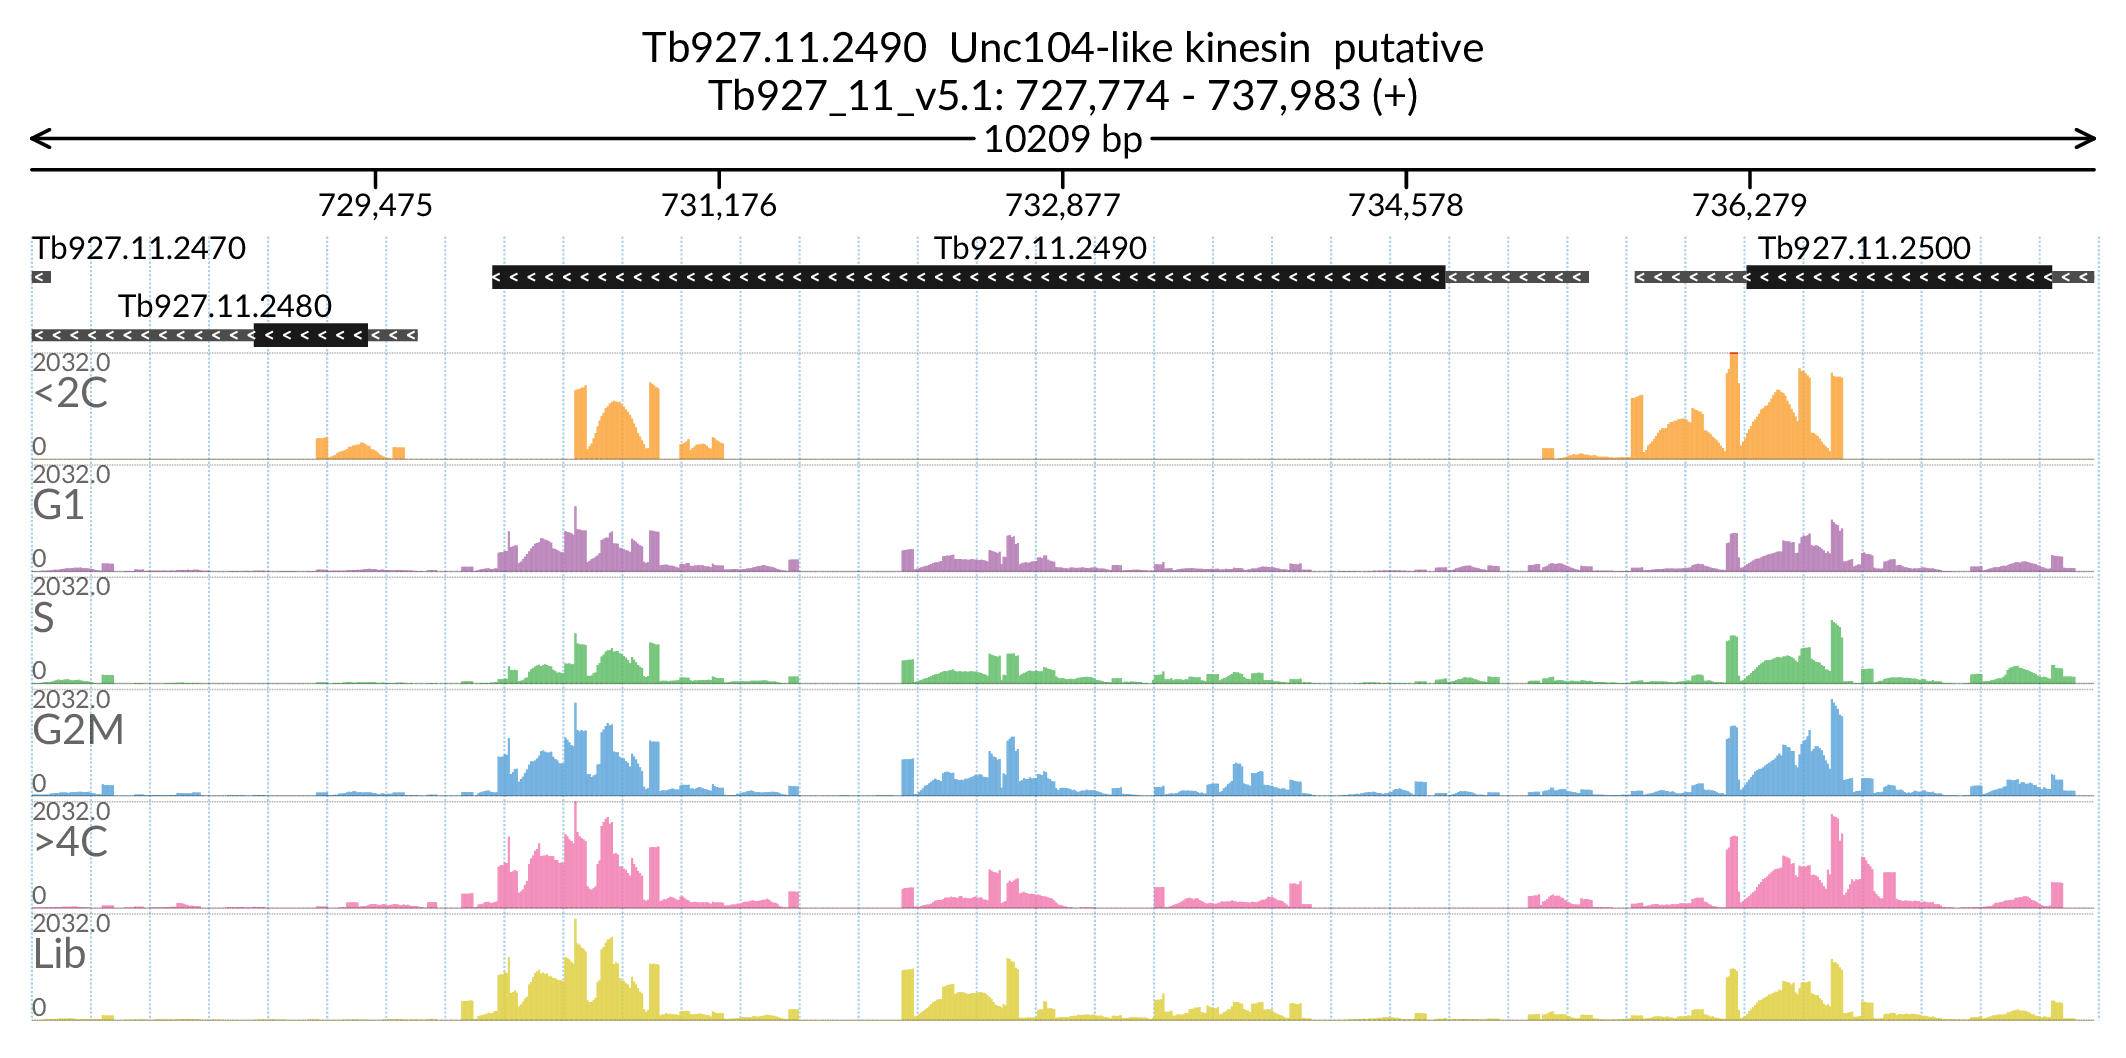 Tb927.11.2490  Unc104-like kinesin  putative
Tb927_11_v5.1: 727,774 - 737,983 (+)
10209 bp
729,475 731,176 732,877 734,578 736,279
Tb927.11.2470 Tb927.11.2490 Tb927.11.2500
Tb927.11.2480
2032.0
<2C
0
2032.0
G1
0
2032.0
S
0
2032.0
G2M
0
2032.0
>4C
0
2032.0
Lib
0